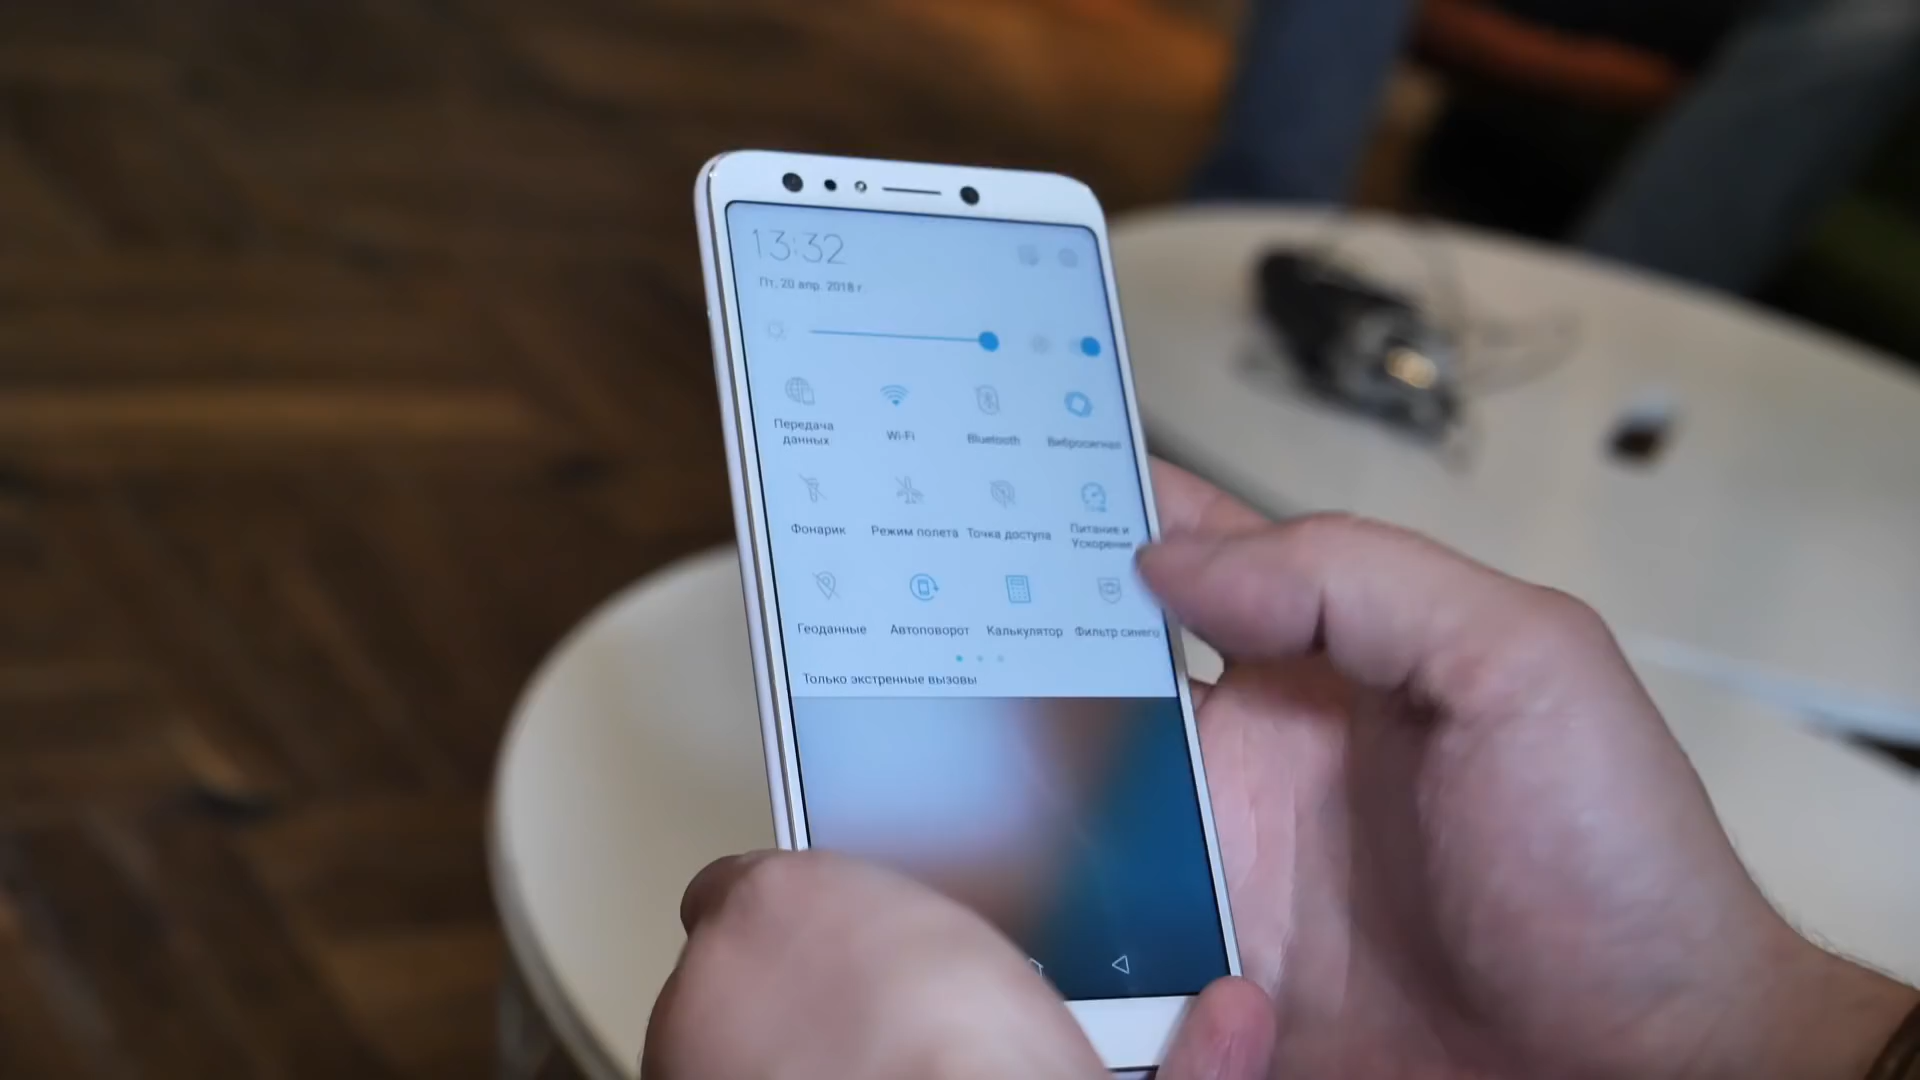 13:32
Пт, 20 апр. 2018 г.
Передача данных
Wi-Fi
Bluetooth
Вибросигнал
Фонарик
Режим полета
Точка доступа
Питание и Ускорение
Геоданные
Автоповорот
Калькулятор
Фильтр синего
Только экстренные вызовы